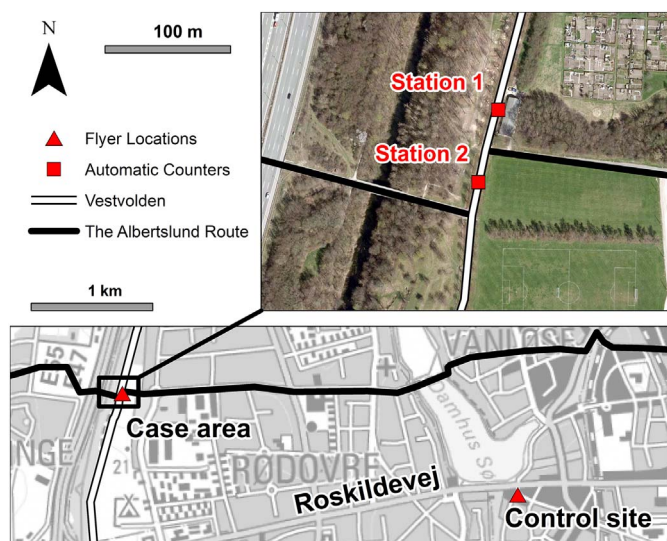 N
100 m
Flyer Locations
Automatic Counters
Vestvolden
The Albertslund Route
1 km
Station 1
Station 2
E55
E47
VANLØSE
Case area
INGE
21
RØDOVRE
Damhus Sø
Roskildevej
Control site